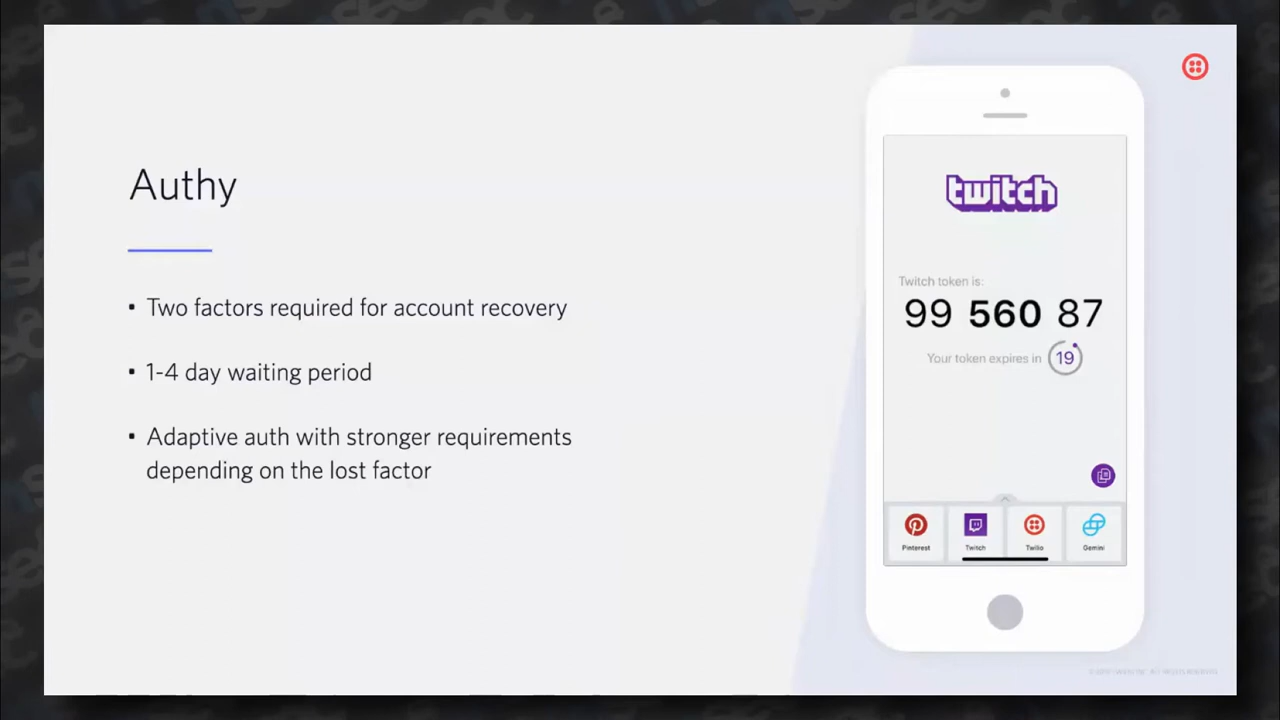 Authy
• Two factors required for account recovery
• 1-4 day waiting period
• Adaptive auth with stronger requirements
depending on the lost factor
twitch
Twitch token is:
99 560 87
Your token expires in 19
Pinterest Twitch Twilio Gemini